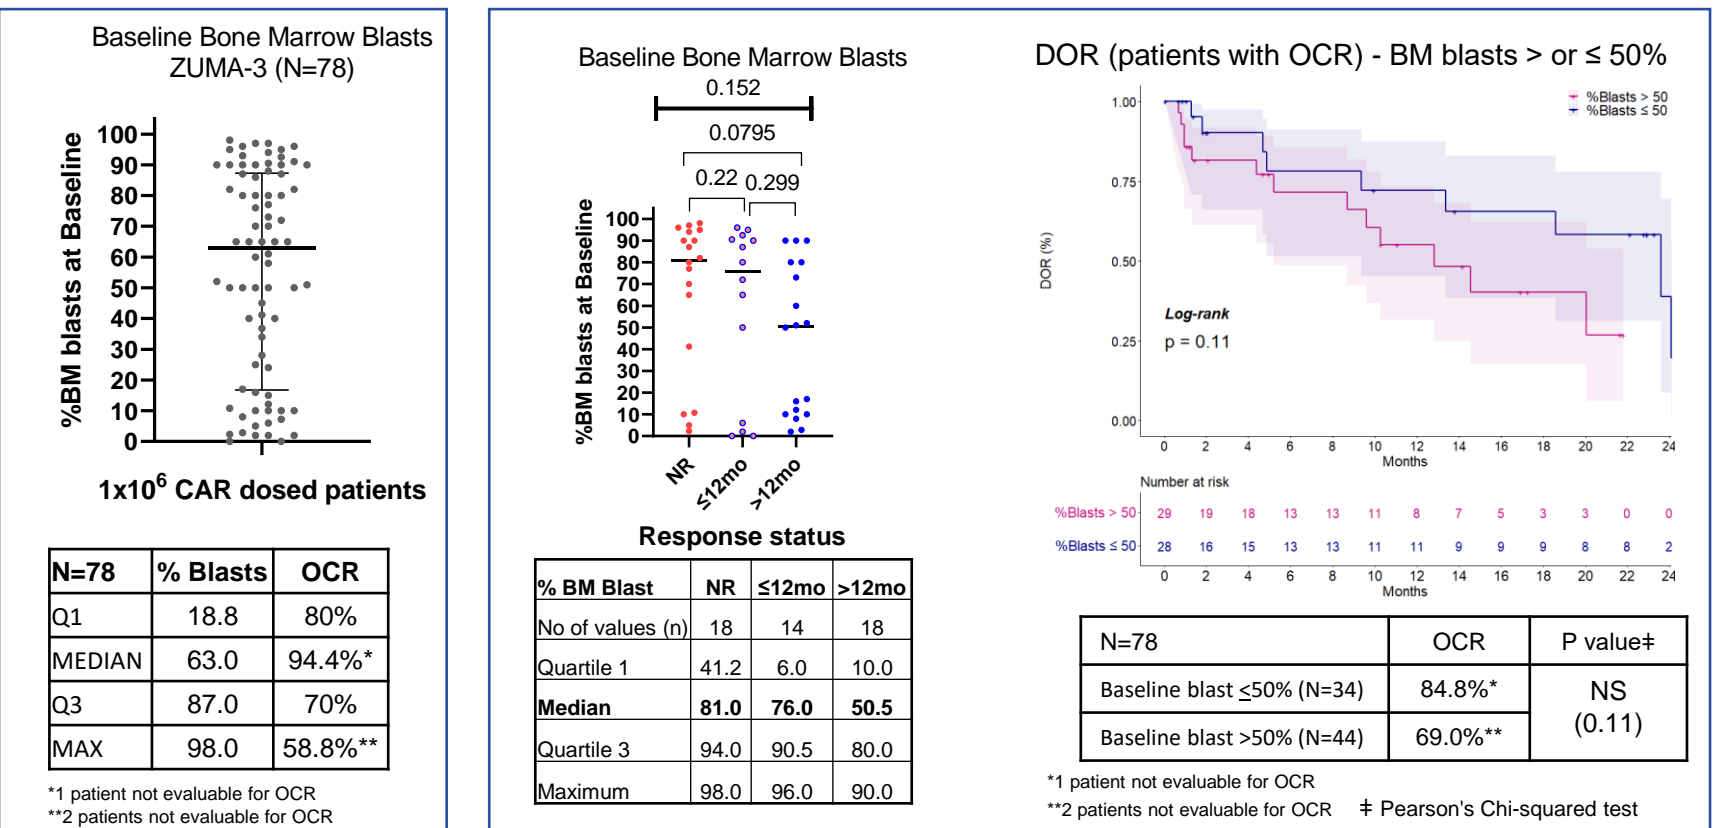 Baseline Bone Marrow Blasts
ZUMA-3 (N=78)
%BM blasts at Baseline
100
90
80
70
60
50
40
30
20
10
0
1x10⁶ CAR dosed patients
N=78 % Blasts OCR
Q1 18.8 80%
MEDIAN 63.0 94.4%*
Q3 87.0 70%
MAX 98.0 58.8%**
*1 patient not evaluable for OCR
**2 patients not evaluable for OCR
Baseline Bone Marrow Blasts
0.152
0.0795
0.22 0.299
%BM blasts at Baseline
100
90
80
70
60
50
40
30
20
10
0
NR ≤12mo >12mo
Response status
% BM Blast NR ≤12mo >12mo
No of values (n) 18 14 18
Quartile 1 41.2 6.0 10.0
Median 81.0 76.0 50.5
Quartile 3 94.0 90.5 80.0
Maximum 98.0 96.0 90.0
DOR (patients with OCR) - BM blasts > or ≤ 50%
%Blasts > 50
%Blasts ≤ 50
DOR (%)
1.00
0.75
0.50
0.25
0.00
Log-rank
p = 0.11
0 2 4 6 8 10 12 14 16 18 20 22 24
Months
Number at risk
%Blasts > 50 29 19 18 13 13 11 8 7 5 3 3 0 0
%Blasts ≤ 50 28 16 15 13 13 11 11 9 9 9 8 8 2
0 2 4 6 8 10 12 14 16 18 20 22 24
Months
N=78 OCR P value‡
Baseline blast ≤50% (N=34) 84.8%* NS
(0.11)
Baseline blast >50% (N=44) 69.0%**
*1 patient not evaluable for OCR
**2 patients not evaluable for OCR ‡ Pearson's Chi-squared test